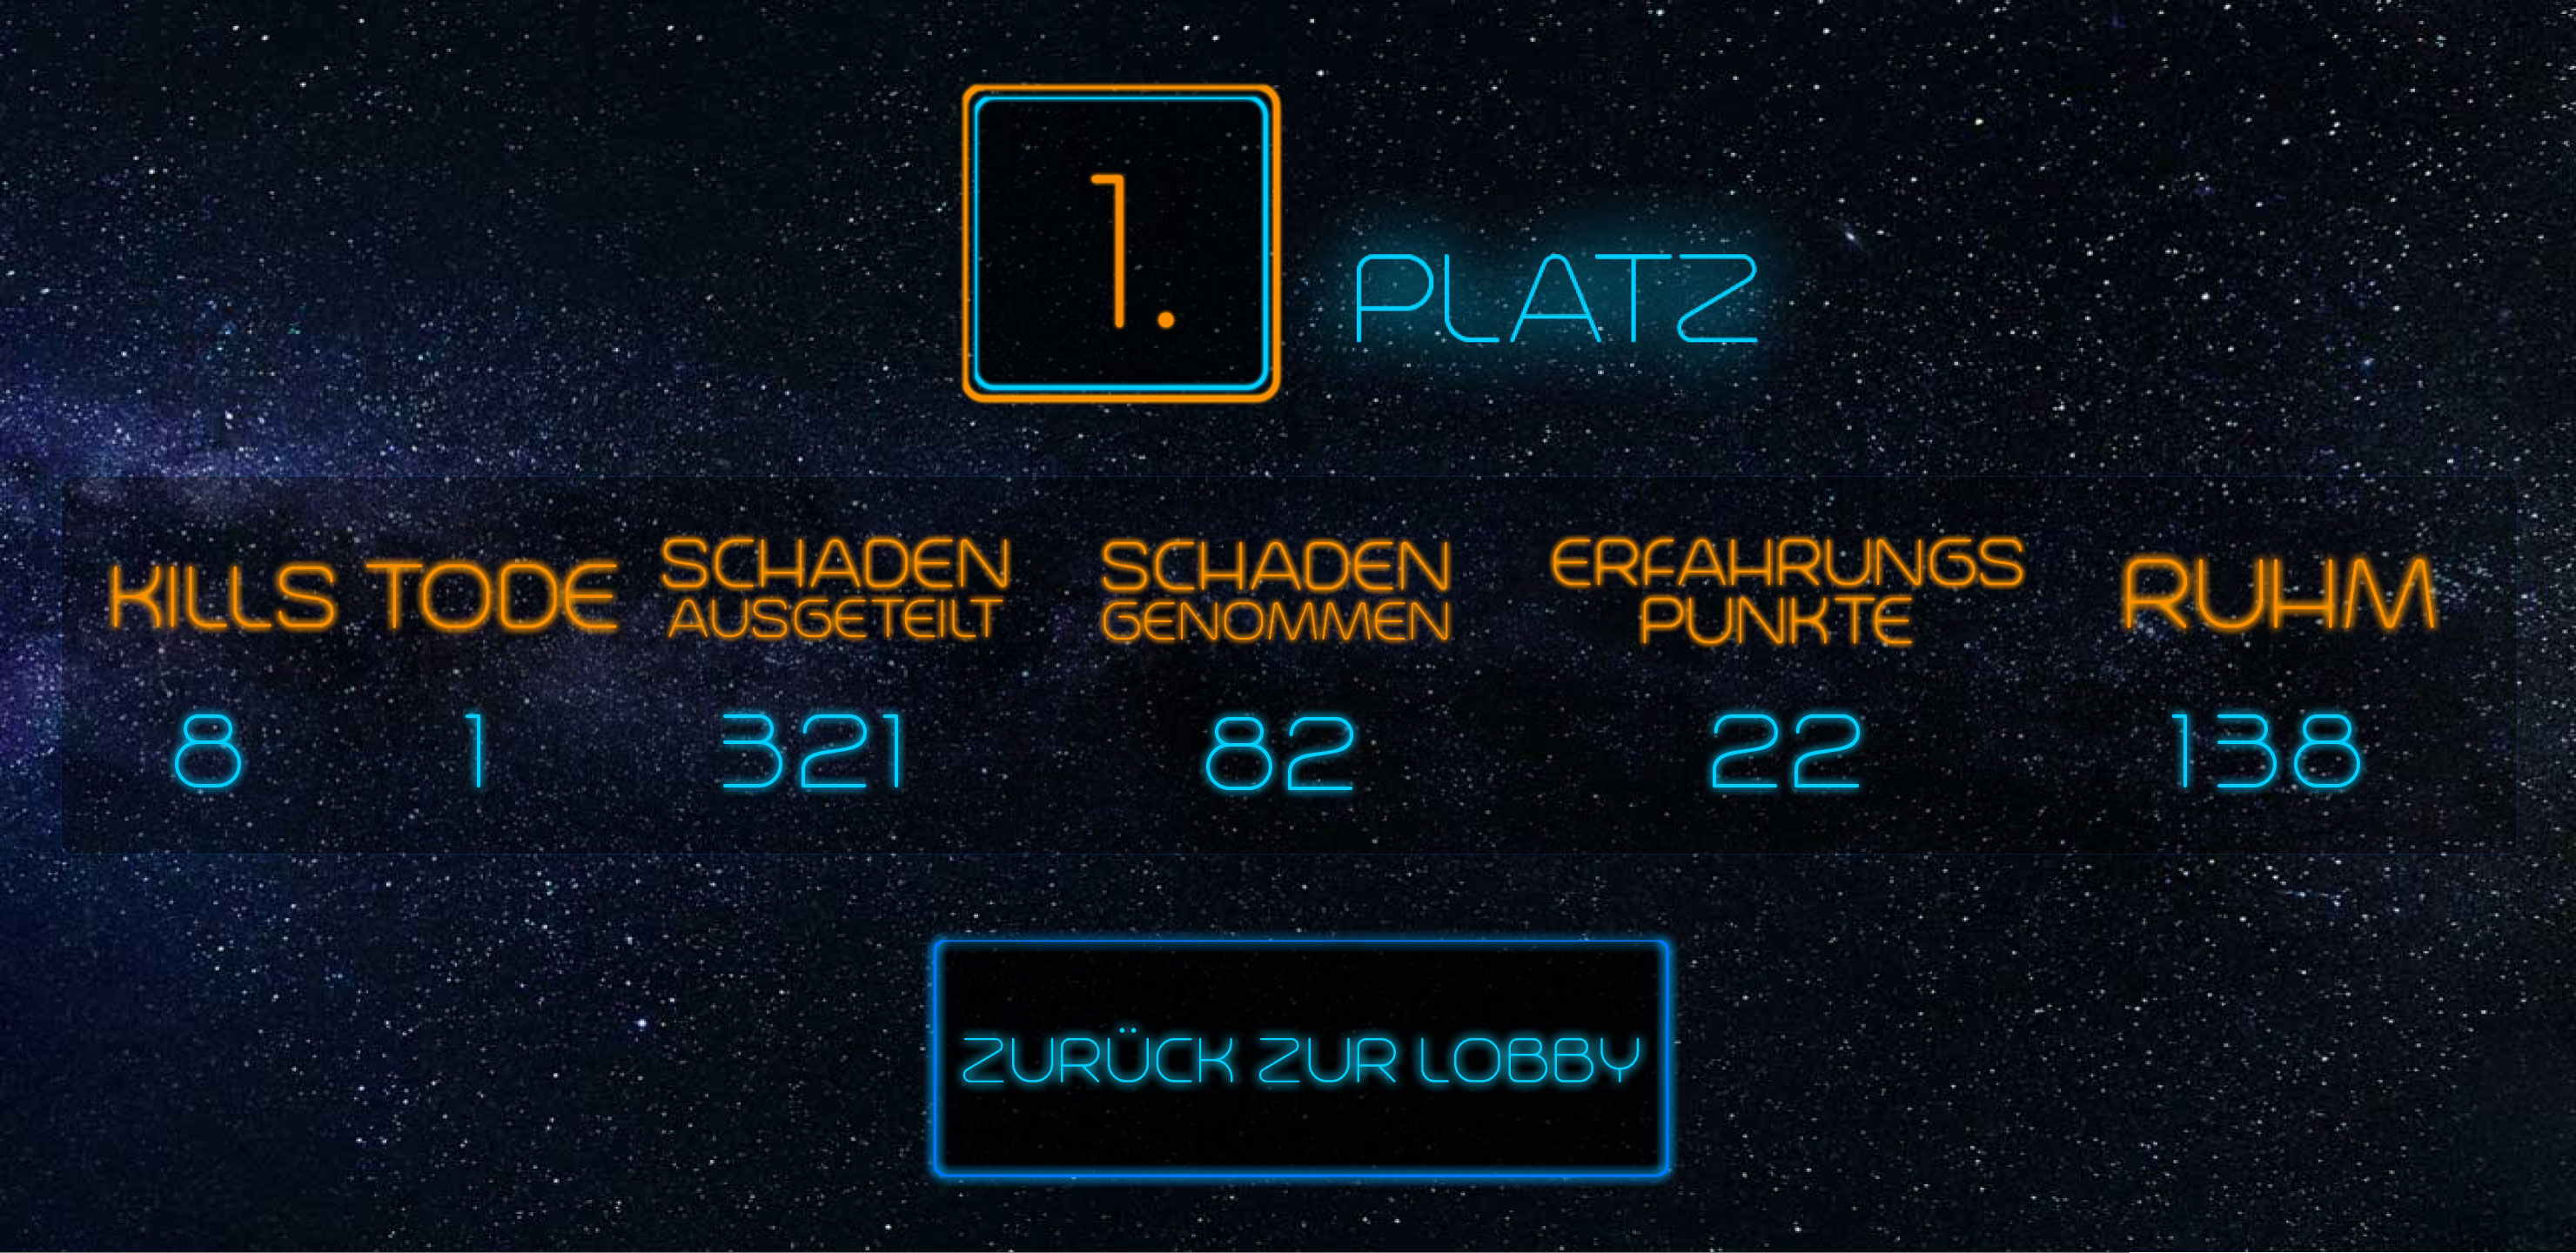 1.
PLATZ
KILLS TODE SCHADEN AUSGETEILT SCHADEN GENOMMEN ERFAHRUNGS PUNKTE RUHM
8 1 321 82 22 138
ZURÜCK ZUR LOBBY